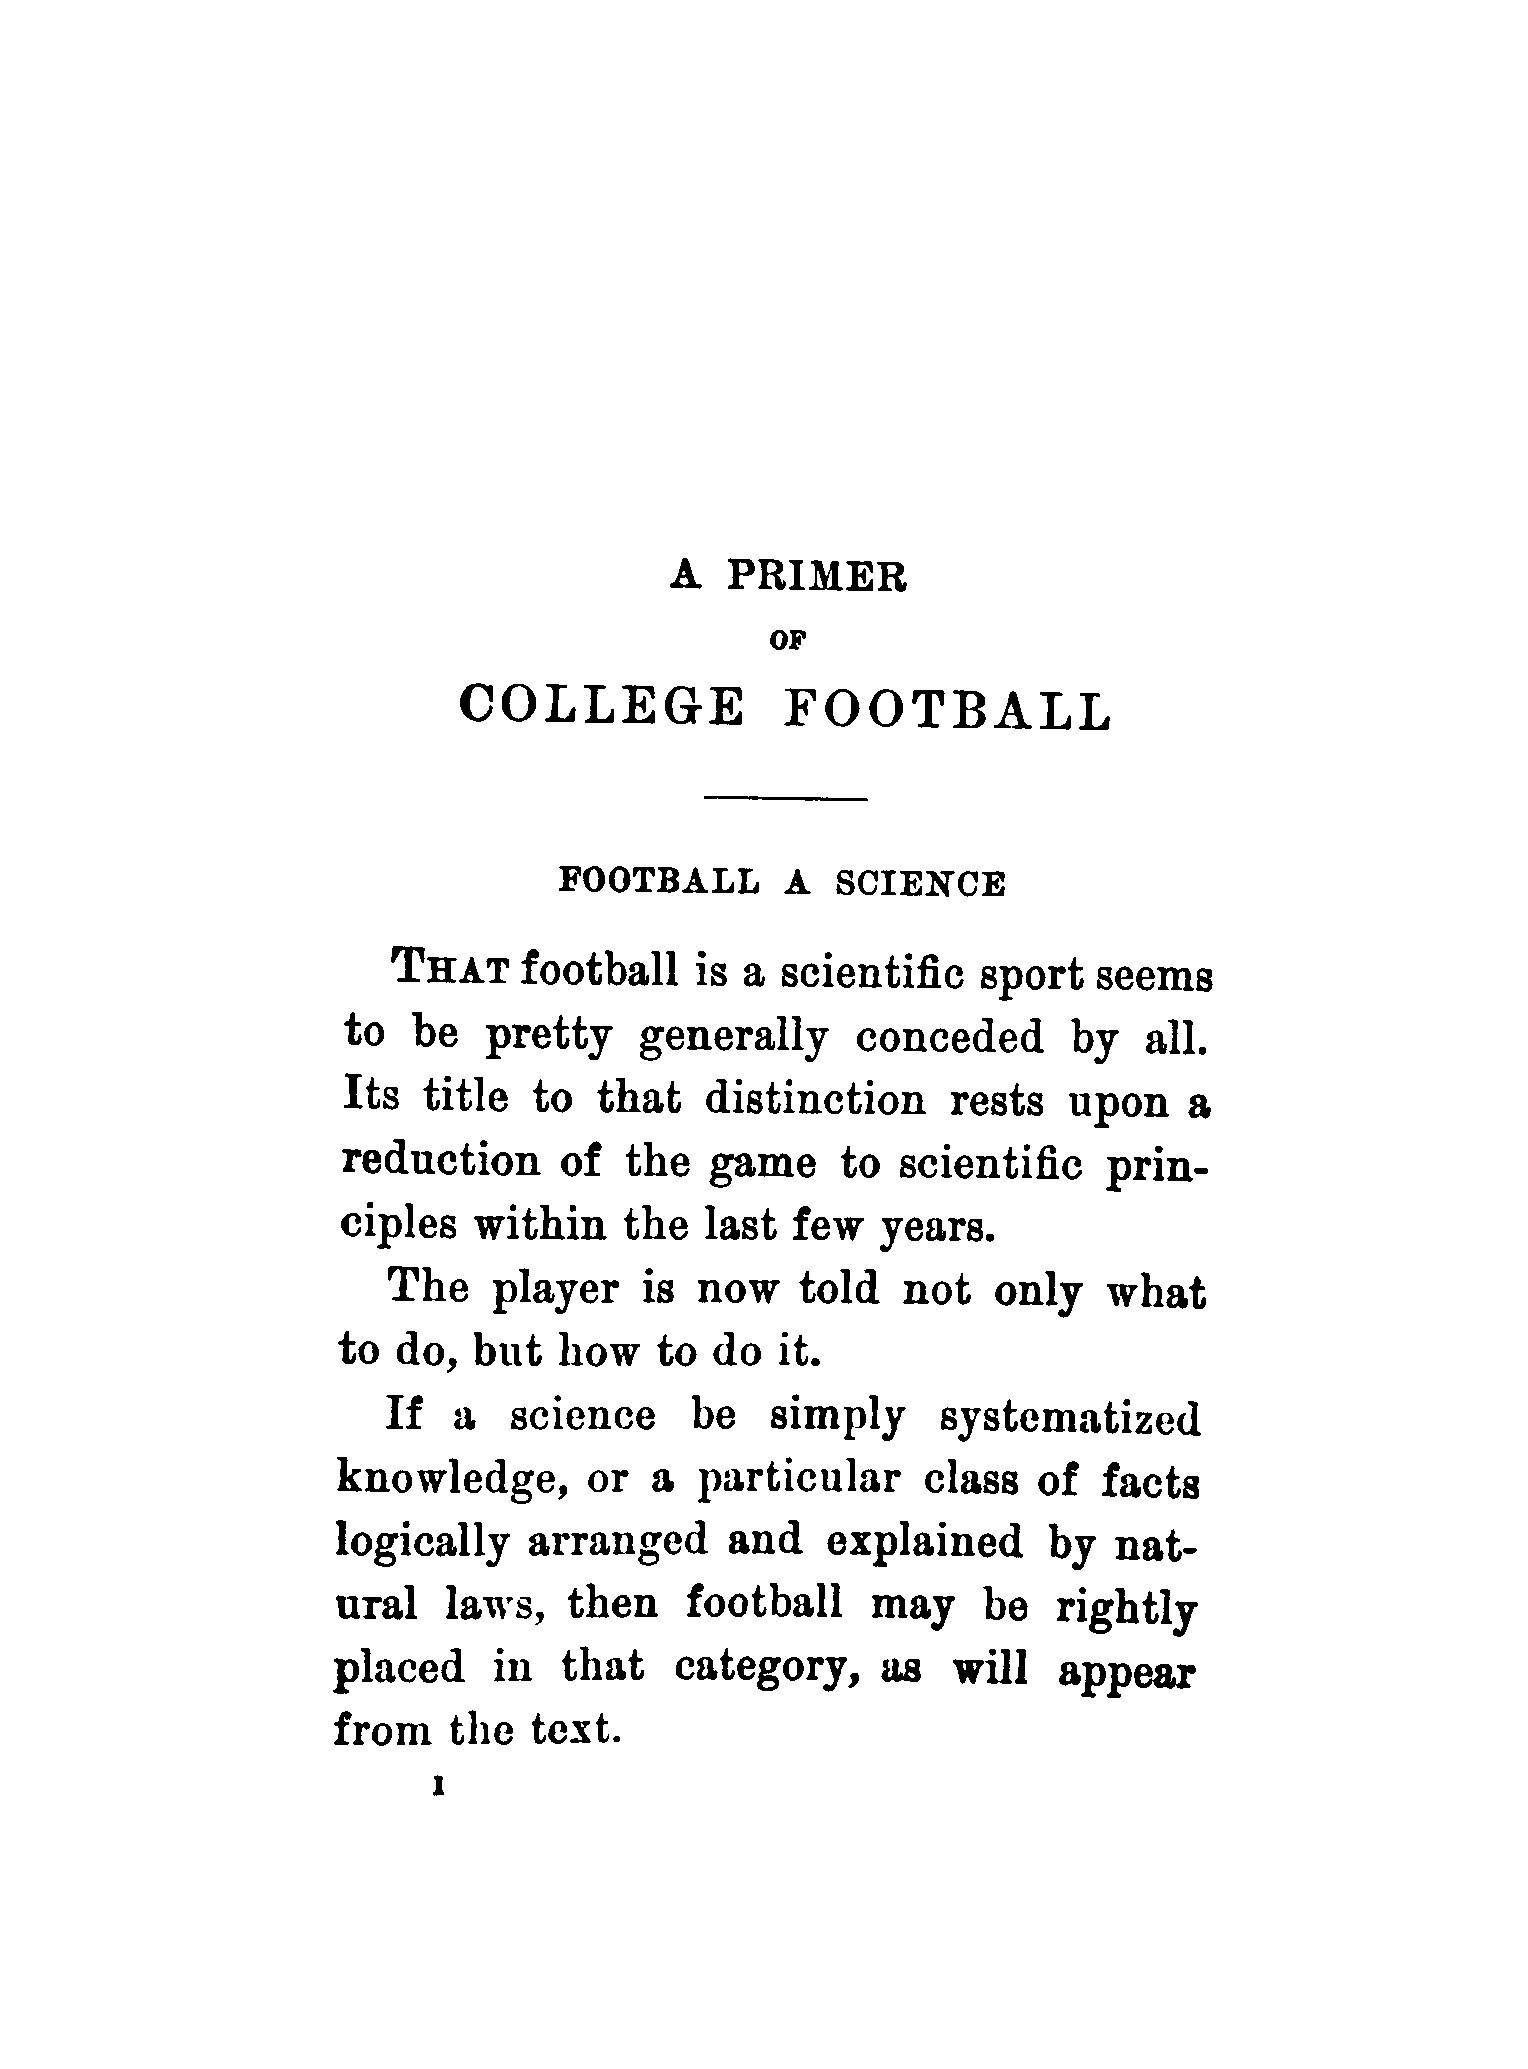 A PRIMER
OF
COLLEGE FOOTBALL
FOOTBALL A SCIENCE
THAT football is a scientific sport seems
to be pretty generally conceded by all.
Its title to that distinction rests upon a
reduction of the game to scientific prin-
ciples within the last few years.
The player is now told not only what
to do, but how to do it.
If a science be simply systematized
knowledge, or a particular class of facts
logically arranged and explained by nat-
ural laws, then football may be rightly
placed in that category, as will appear
from the text.
I